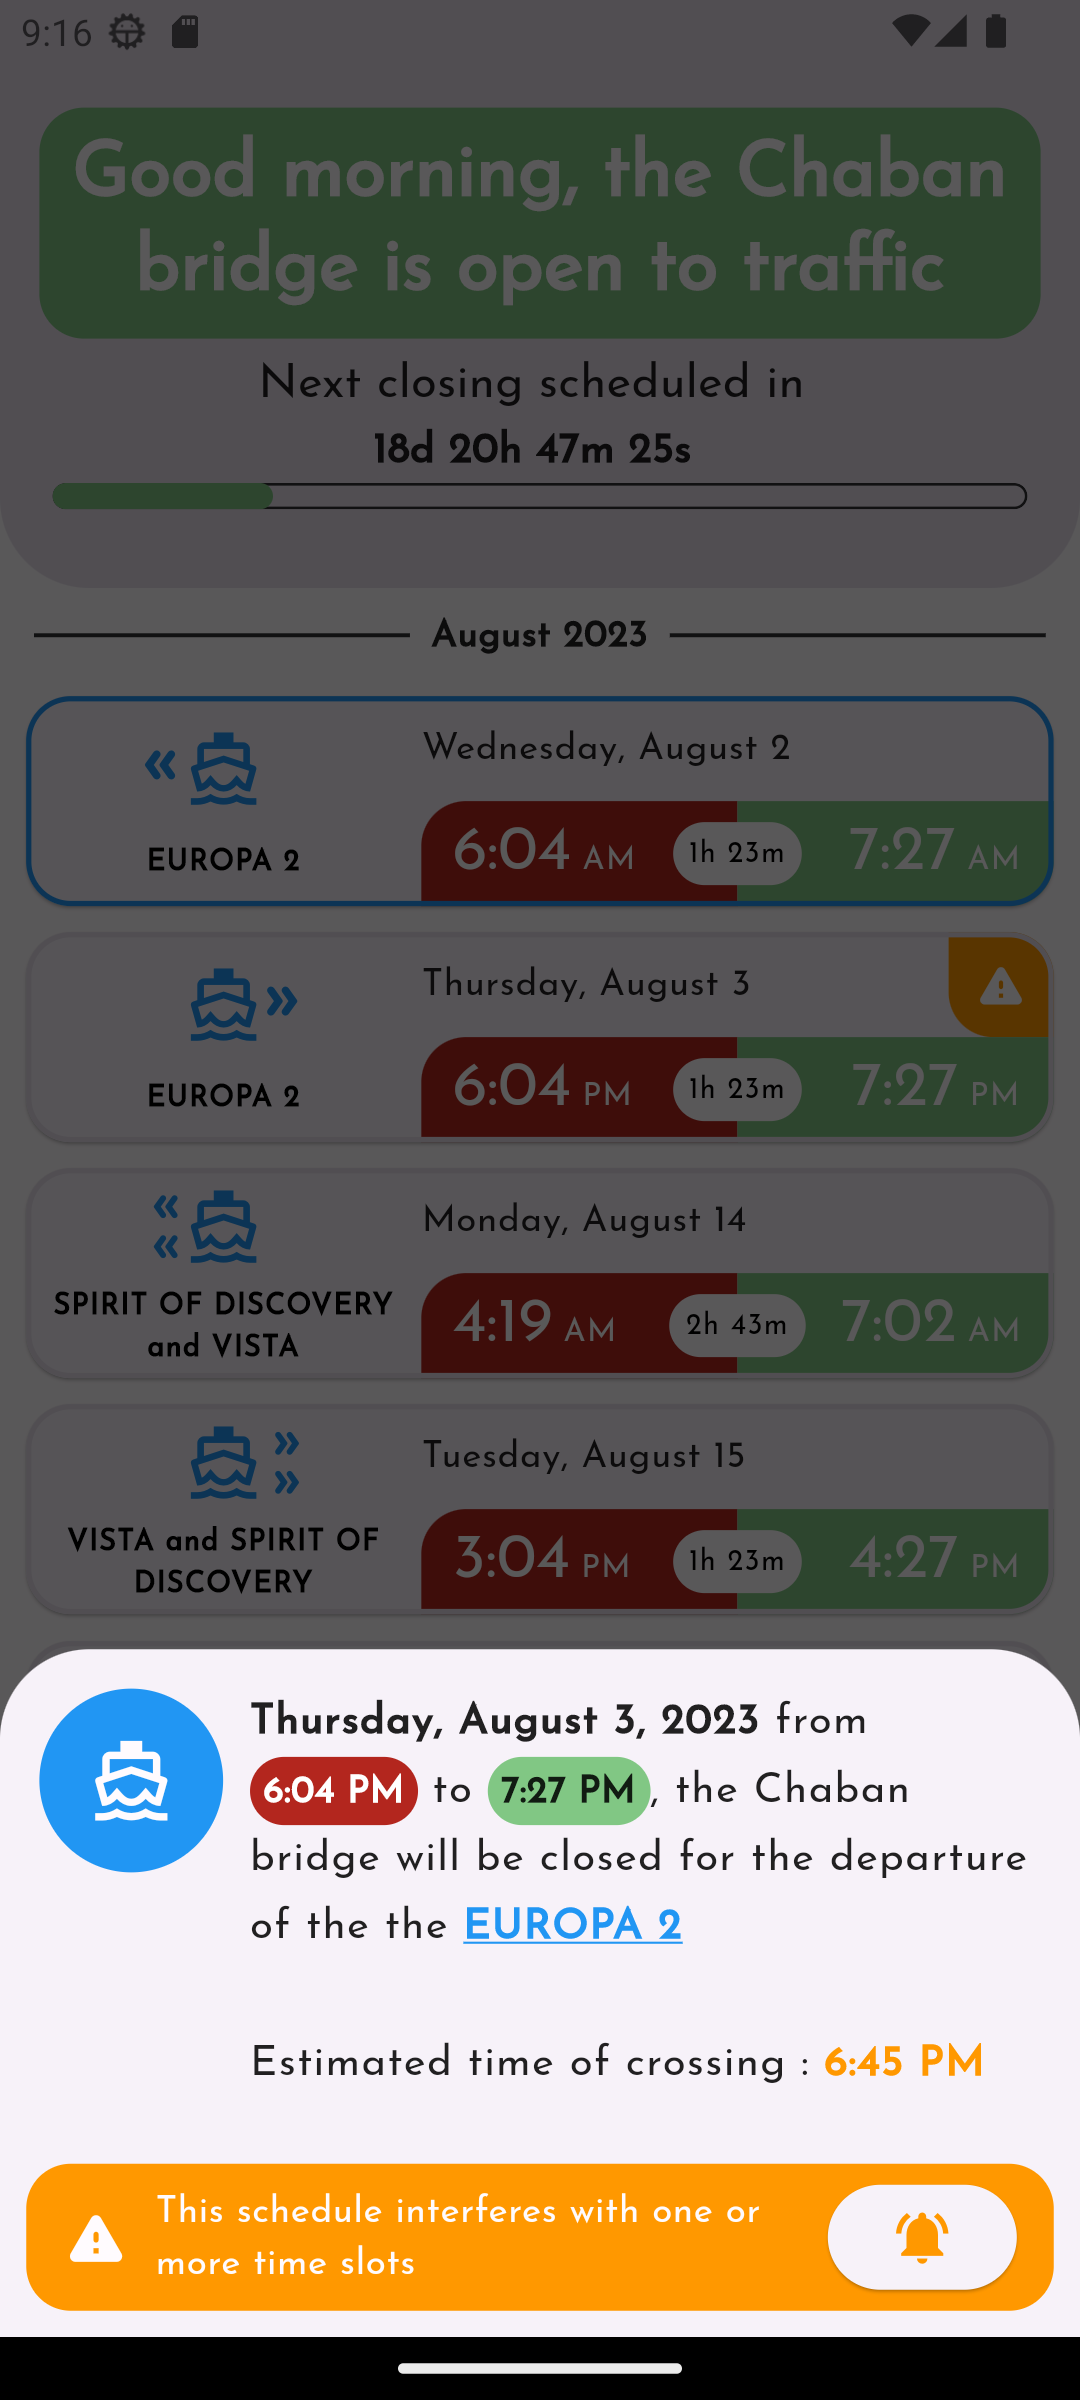 9:16
Good morning, the Chaban
bridge is open to traffic
Next closing scheduled in
18d 20h 47m 25s
August 2023
Wednesday, August 2
EUROPA 2
6:04 AM
1h 23m
7:27 AM
Thursday, August 3
EUROPA 2
6:04 PM
1h 23m
7:27 PM
Monday, August 14
SPIRIT OF DISCOVERY
and VISTA
4:19 AM
2h 43m
7:02 AM
Tuesday, August 15
VISTA and SPIRIT OF
DISCOVERY
3:04 PM
1h 23m
4:27 PM
Thursday, August 3, 2023 from
6:04 PM to 7:27 PM, the Chaban
bridge will be closed for the departure
of the the EUROPA 2
Estimated time of crossing : 6:45 PM
This schedule interferes with one or
more time slots